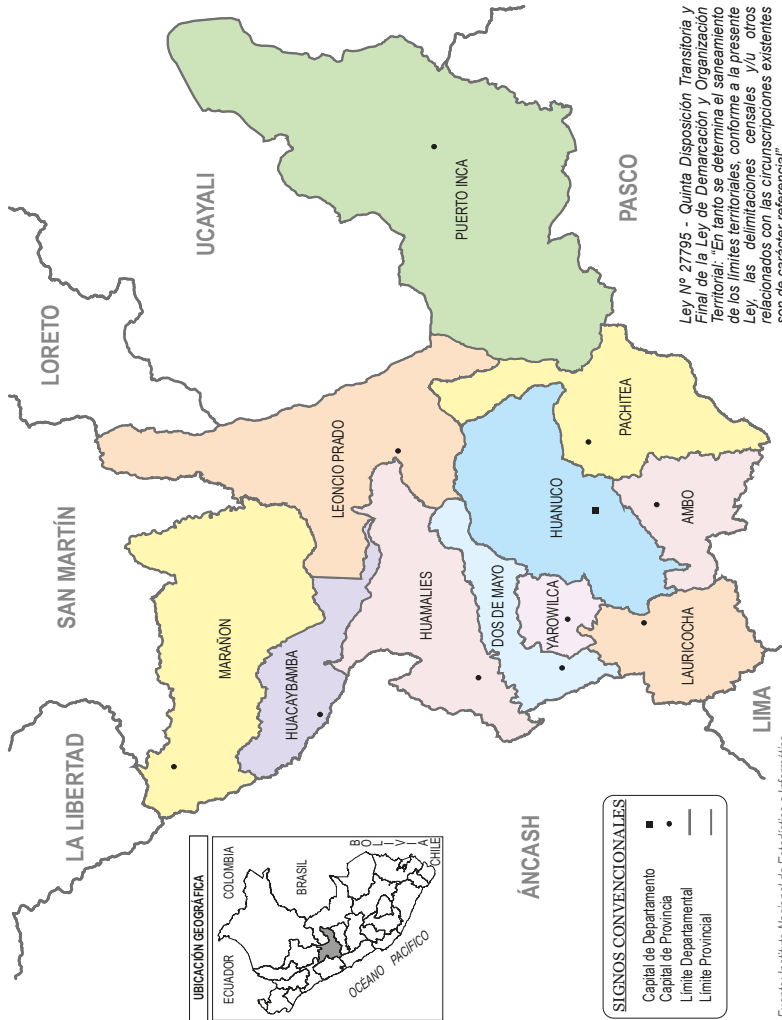 LA LIBERTAD
SAN MARTÍN
LORETO
UCAYALI
PASCO
LIMA
ÁNCASH
MARAÑON
HUACAYBAMBA
LEONCIO PRADO
HUAMALIES
DOS DE MAYO
YAROWILCA
HUANUCO
PUERTO INCA
PACHITEA
AMBO
LAURICOCHA
UBICACIÓN GEOGRÁFICA
ECUADOR
COLOMBIA
BRASIL
BOLIVIA
CHILE
OCÉANO PACÍFICO
SIGNOS CONVENCIONALES
Capital de Departamento
Capital de Provincia
Límite Departamental
Límite Provincial
Ley Nº 27795 - Quinta Disposición Transitoria y
Final de la Ley de Demarcación y Organización
Territorial: "En tanto se determina el saneamiento
de los límites territoriales, conforme a la presente
Ley, las delimitaciones censales y/u otros
relacionados con las circunscripciones existentes
son de carácter referencial"